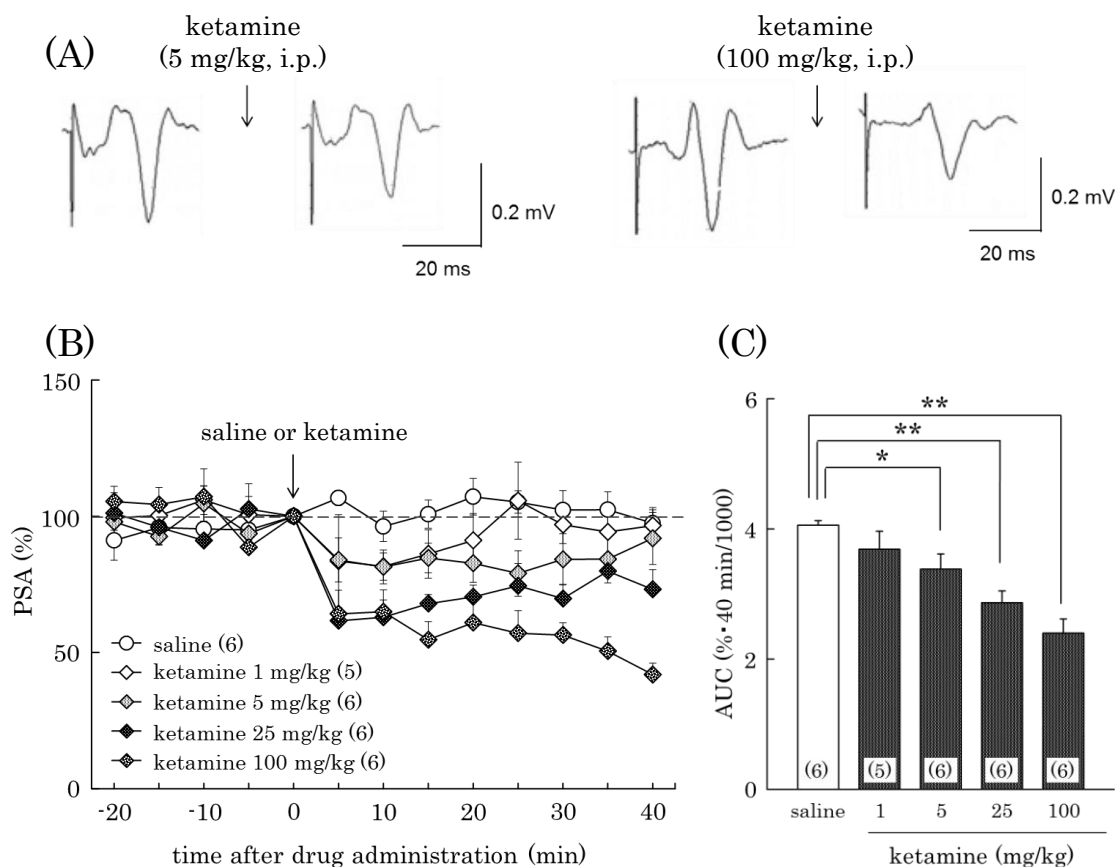 (A)
ketamine
(5 mg/kg, i.p.)
0.2 mV
20 ms
ketamine
(100 mg/kg, i.p.)
0.2 mV
20 ms
(B)
150
100
50
0
PSA (%)
saline or ketamine
saline (6)
ketamine 1 mg/kg (5)
ketamine 5 mg/kg (6)
ketamine 25 mg/kg (6)
ketamine 100 mg/kg (6)
-20 -10 0 10 20 30 40
time after drug administration (min)
(C)
6
4
2
0
AUC (%･40 min/1000)
**
**
*
(6) (5) (6) (6) (6)
saline 1 5 25 100
ketamine (mg/kg)